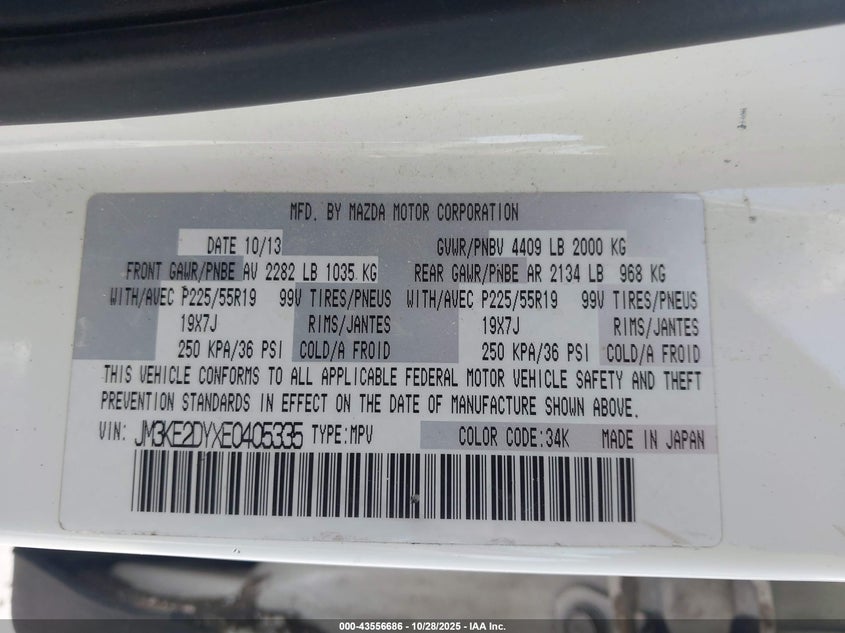 MFD. BY MAZDA MOTOR CORPORATION
DATE 10/13 GVWR/PNBV 4409 LB 2000 KG
FRONT GAWR/PNBE AV 2282 LB 1035 KG REAR GAWR/PNBE AR 2134 LB 968 KG
WITH/AVEC P225/55R19 99V TIRES/PNEUS WITH/AVEC P225/55R19 99V TIRES/PNEUS
19X7J RIMS/JANTES 19X7J RIMS/JANTES
250 KPA/36 PSI COLD/A FROID 250 KPA/36 PSI COLD/A FROID
THIS VEHICLE CONFORMS TO ALL APPLICABLE FEDERAL MOTOR VEHICLE SAFETY AND THEFT
PREVENTION STANDARDS IN EFFECT ON THE DATE OF MANUFACTURE SHOWN ABOVE.
VIN: JM3KE2DYXE0405335 TYPE:MPV COLOR CODE:34K MADE IN JAPAN
000-43556686 - 10/28/2025 - IAA Inc.